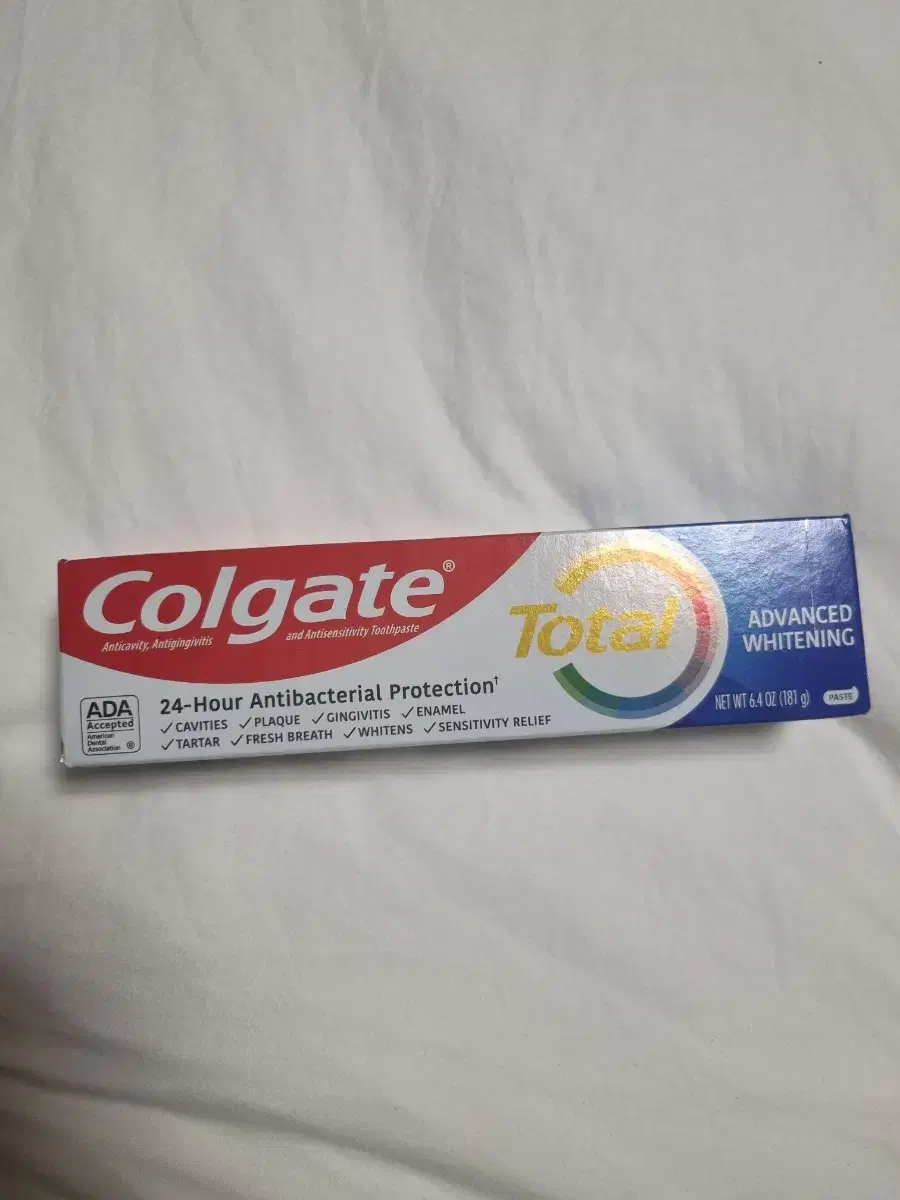 Colgate®
Anticavity, Antigingivitis
and Antisensitivity Toothpaste
Total
ADVANCED
WHITENING
ADA
Accepted
American
Dental
Association ®
24-Hour Antibacterial Protection†
✓CAVITIES ✓PLAQUE ✓GINGIVITIS ✓ENAMEL
✓TARTAR ✓FRESH BREATH ✓WHITENS ✓SENSITIVITY RELIEF
NET WT 6.4 OZ (181 g) PASTE